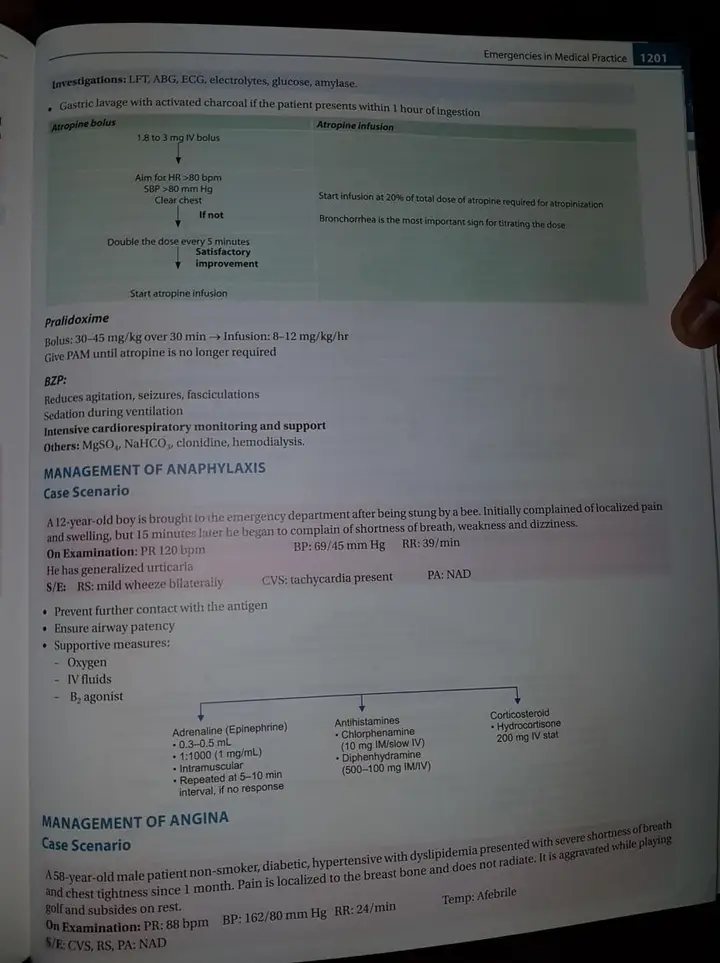 Emergencies in Medical Practice 1201
Investigations: LFT, ABG, ECG, electrolytes, glucose, amylase.
• Gastric lavage with activated charcoal if the patient presents within 1 hour of ingestion
Atropine bolus
1.8 to 3 mg IV bolus
Aim for HR >80 bpm
SBP >80 mm Hg
Clear chest
If not
Double the dose every 5 minutes
Satisfactory
improvement
Start atropine infusion
Atropine infusion
Start infusion at 20% of total dose of atropine required for atropinization
Bronchorrhea is the most important sign for titrating the dose
Pralidoxime
Bolus: 30–45 mg/kg over 30 min → Infusion: 8–12 mg/kg/hr
Give PAM until atropine is no longer required
BZP:
Reduces agitation, seizures, fasciculations
Sedation during ventilation
Intensive cardiorespiratory monitoring and support
Others: MgSO₄, NaHCO₃, clonidine, hemodialysis.
MANAGEMENT OF ANAPHYLAXIS
Case Scenario
A 12-year-old boy is brought to the emergency department after being stung by a bee. Initially complained of localized pain
and swelling, but 15 minutes later he began to complain of shortness of breath, weakness and dizziness.
On Examination: PR 120 bpm BP: 69/45 mm Hg RR: 39/min
He has generalized urticaria
S/E: RS: mild wheeze bilaterally CVS: tachycardia present PA: NAD
• Prevent further contact with the antigen
• Ensure airway patency
• Supportive measures:
- Oxygen
- IV fluids
- B₂ agonist
Adrenaline (Epinephrine)
• 0.3–0.5 mL
• 1:1000 (1 mg/mL)
• Intramuscular
• Repeated at 5–10 min
interval, if no response
Antihistamines
• Chlorphenamine
(10 mg IM/slow IV)
• Diphenhydramine
(500–100 mg IM/IV)
Corticosteroid
• Hydrocortisone
200 mg IV stat
MANAGEMENT OF ANGINA
Case Scenario
A 58-year-old male patient non-smoker, diabetic, hypertensive with dyslipidemia presented with severe shortness of breath
and chest tightness since 1 month. Pain is localized to the breast bone and does not radiate. It is aggravated while playing
golf and subsides on rest.
On Examination: PR: 88 bpm BP: 162/80 mm Hg RR: 24/min Temp: Afebrile
S/E: CVS, RS, PA: NAD